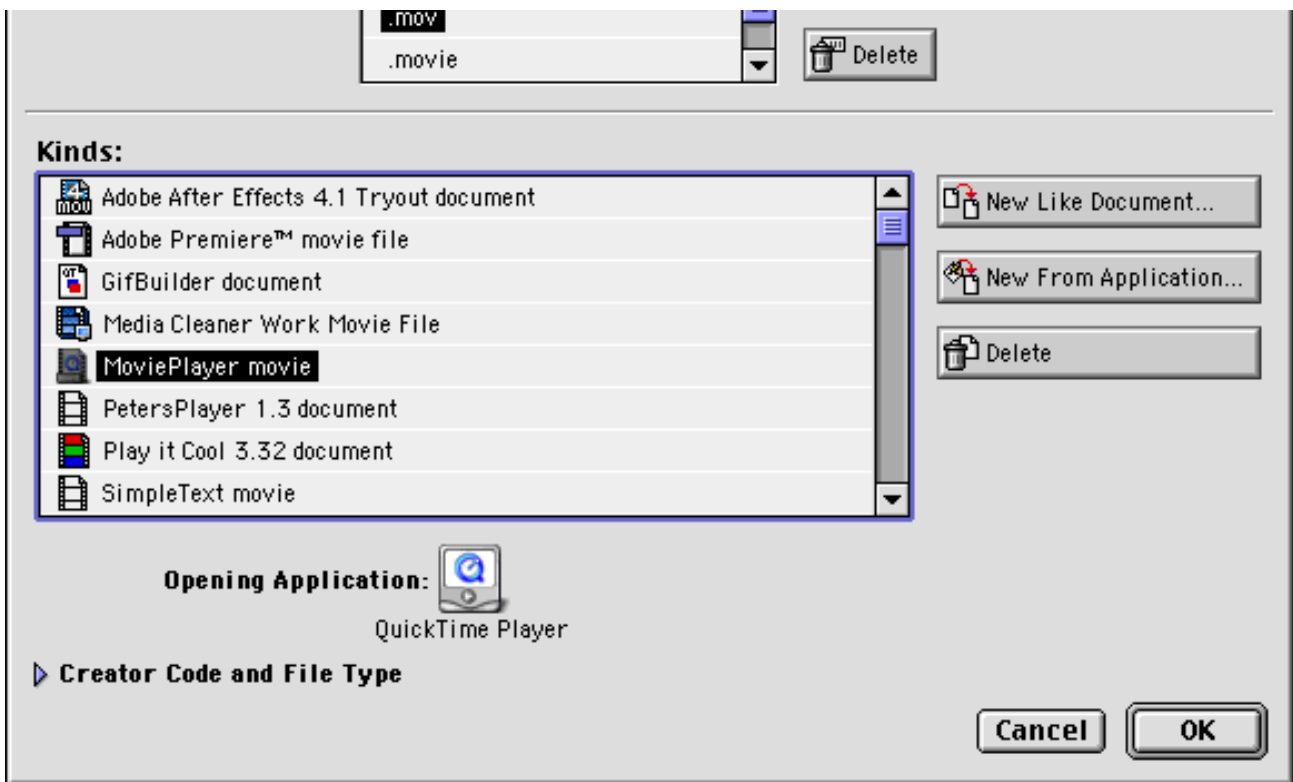 .mov
.movie
Delete
Kinds:
Adobe After Effects 4.1 Tryout document
Adobe Premiere™ movie file
GifBuilder document
Media Cleaner Work Movie File
MoviePlayer movie
PetersPlayer 1.3 document
Play it Cool 3.32 document
SimpleText movie
New Like Document...
New From Application...
Delete
Opening Application:
QuickTime Player
Creator Code and File Type
Cancel
OK